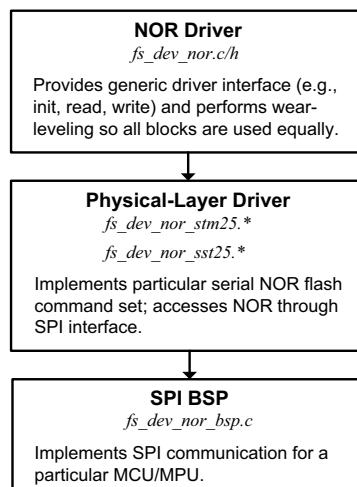 NOR Driver
fs_dev_nor.c/h
Provides generic driver interface (e.g.,
init, read, write) and performs wear-
leveling so all blocks are used equally.
Physical-Layer Driver
fs_dev_nor_stm25.*
fs_dev_nor_sst25.*
Implements particular serial NOR flash
command set; accesses NOR through
SPI interface.
SPI BSP
fs_dev_nor_bsp.c
Implements SPI communication for a
particular MCU/MPU.